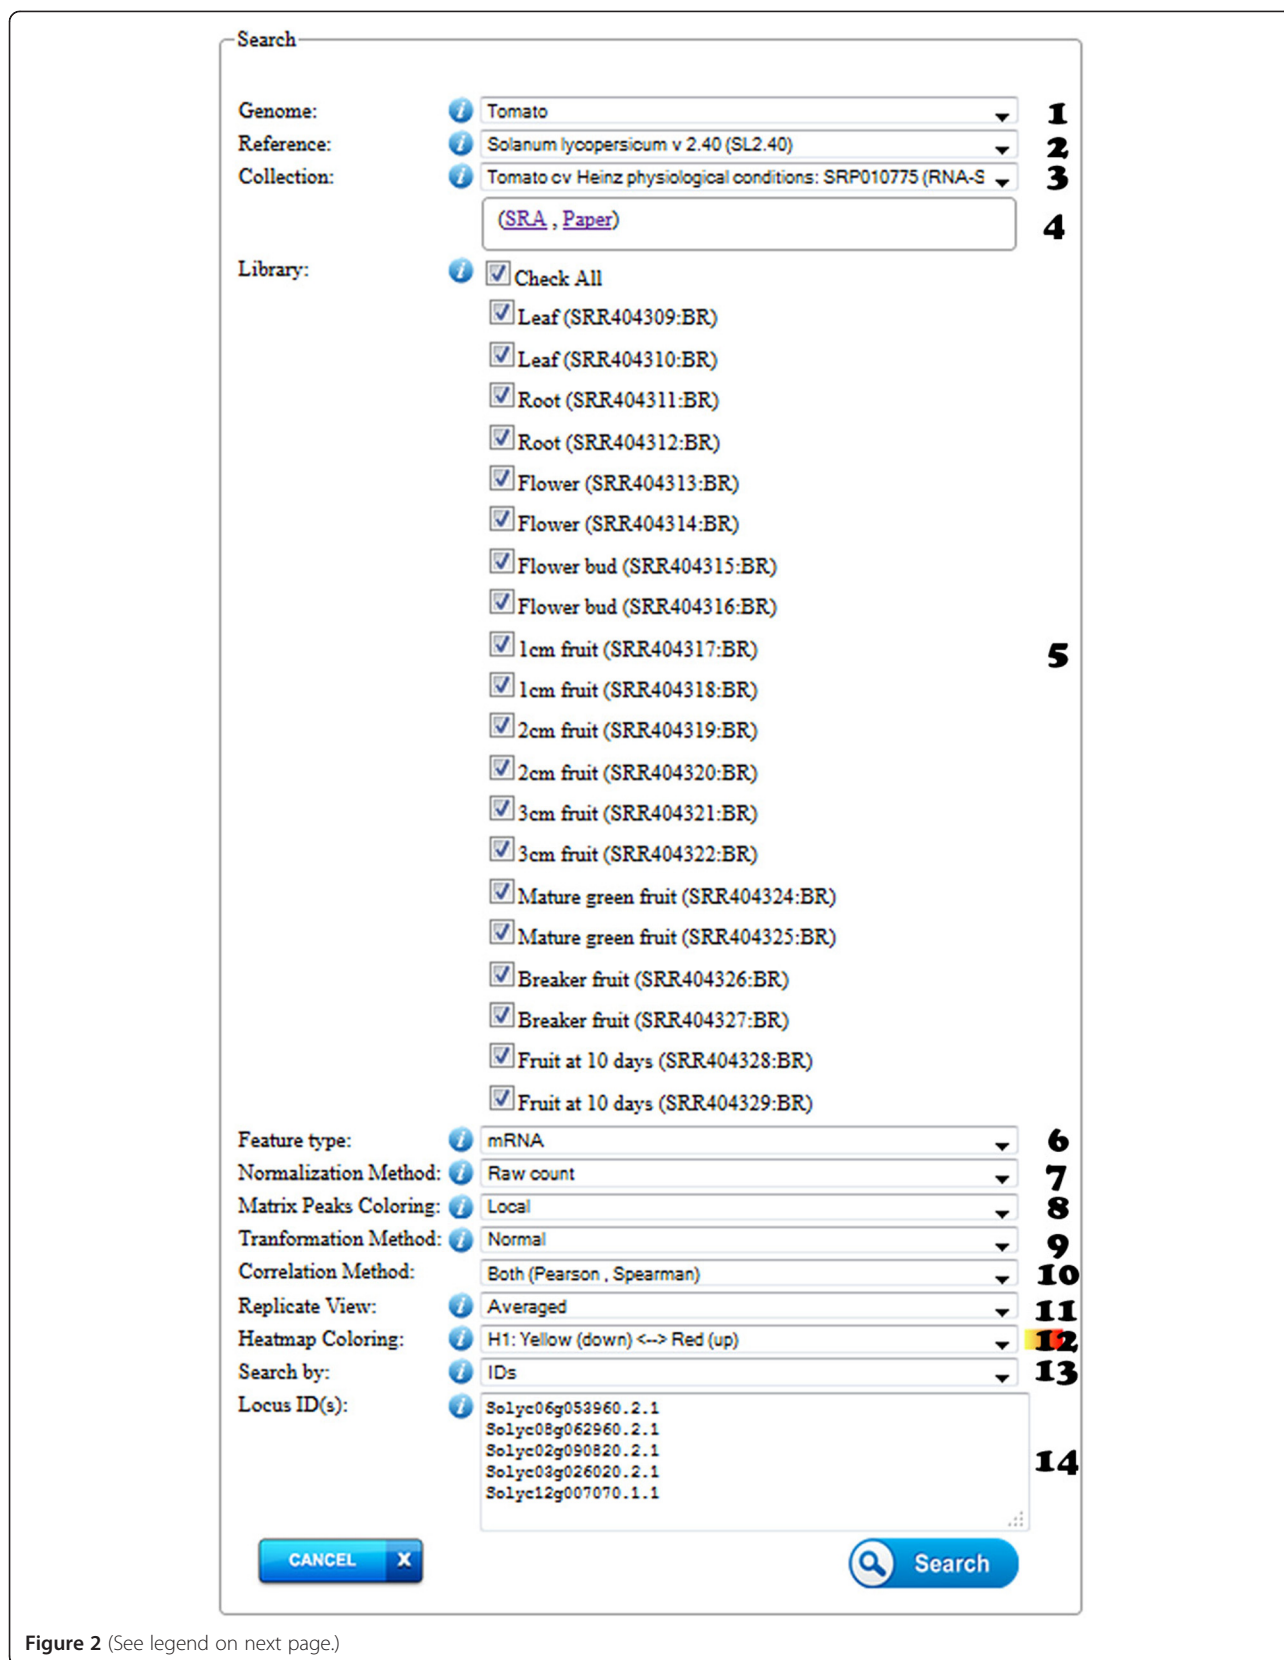 Search
Genome: Tomato 1
Reference: Solanum lycopersicum v 2.40 (SL2.40) 2
Collection: Tomato cv Heinz physiological conditions: SRP010775 (RNA-S 3
(SRA , Paper) 4
Library: Check All
Leaf (SRR404309:BR)
Leaf (SRR404310:BR)
Root (SRR404311:BR)
Root (SRR404312:BR)
Flower (SRR404313:BR)
Flower (SRR404314:BR)
Flower bud (SRR404315:BR)
Flower bud (SRR404316:BR)
1cm fruit (SRR404317:BR) 5
1cm fruit (SRR404318:BR)
2cm fruit (SRR404319:BR)
2cm fruit (SRR404320:BR)
3cm fruit (SRR404321:BR)
3cm fruit (SRR404322:BR)
Mature green fruit (SRR404324:BR)
Mature green fruit (SRR404325:BR)
Breaker fruit (SRR404326:BR)
Breaker fruit (SRR404327:BR)
Fruit at 10 days (SRR404328:BR)
Fruit at 10 days (SRR404329:BR)
Feature type: mRNA 6
Normalization Method: Raw count 7
Matrix Peaks Coloring: Local 8
Tranformation Method: Normal 9
Correlation Method: Both (Pearson , Spearman) 10
Replicate View: Averaged 11
Heatmap Coloring: H1: Yellow (down) <--> Red (up) 12
Search by: IDs 13
Locus ID(s): Solyc06g053960.2.1
Solyc08g062960.2.1
Solyc02g090820.2.1 14
Solyc03g026020.2.1
Solyc12g007070.1.1
CANCEL X Search
Figure 2 (See legend on next page.)